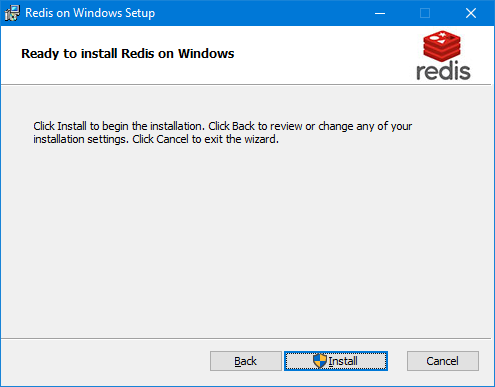 Redis on Windows Setup
Ready to install Redis on Windows
redis
Click Install to begin the installation. Click Back to review or change any of your
installation settings. Click Cancel to exit the wizard.
Back
Install
Cancel